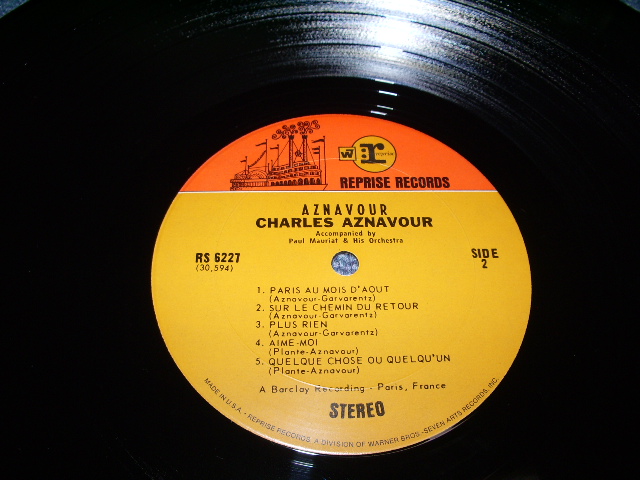 W r reprise
REPRISE RECORDS
AZNAVOUR
CHARLES AZNAVOUR
Accompanied by
Paul Mauriat & His Orchestra
RS 6227
(30,594)
SIDE
2
1. PARIS AU MOIS D'AOUT
(Aznavour-Garvarentz)
2. SUR LE CHEMIN DU RETOUR
(Aznavour-Garvarentz)
3. PLUS RIEN
(Aznavour-Garvarentz)
4. AIME-MOI
(Plante-Aznavour)
5. QUELQUE CHOSE OU QUELQU'UN
(Plante-Aznavour)
A Barclay Recording - Paris, France
STEREO
MADE IN U.S.A. • REPRISE RECORDS, A DIVISION OF WARNER BROS.-SEVEN ARTS RECORDS, INC.